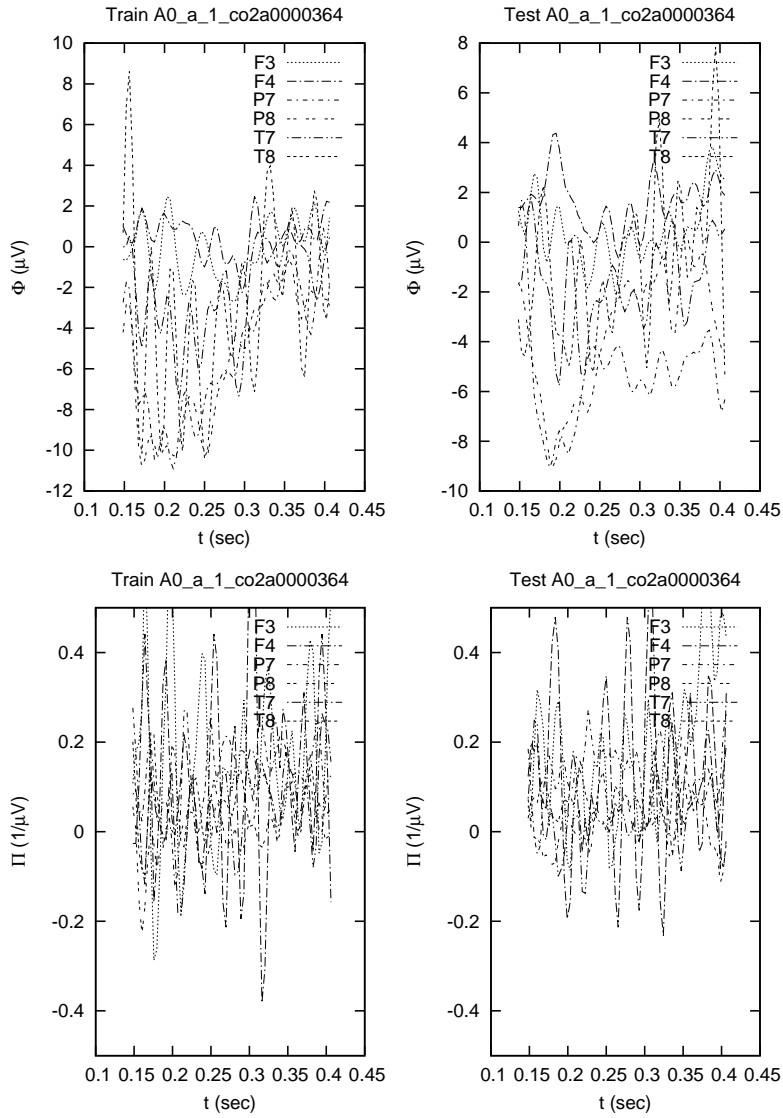 Train A0_a_1_co2a0000364
10
8
6
4
2
0
-2
-4
-6
-8
-10
-12
Φ (μV)
F3
F4
P7
P8
T7
T8
0.1 0.15 0.2 0.25 0.3 0.35 0.4 0.45
t (sec)
Test A0_a_1_co2a0000364
8
6
4
2
0
-2
-4
-6
-8
-10
Φ (μV)
F3
F4
P7
P8
T7
T8
0.1 0.15 0.2 0.25 0.3 0.35 0.4 0.45
t (sec)
Train A0_a_1_co2a0000364
0.4
0.2
0
-0.2
-0.4
Π (1/μV)
F3
F4
P7
P8
T7
T8
0.1 0.15 0.2 0.25 0.3 0.35 0.4 0.45
t (sec)
Test A0_a_1_co2a0000364
0.4
0.2
0
-0.2
-0.4
Π (1/μV)
F3
F4
P7
P8
T7
T8
0.1 0.15 0.2 0.25 0.3 0.35 0.4 0.45
t (sec)